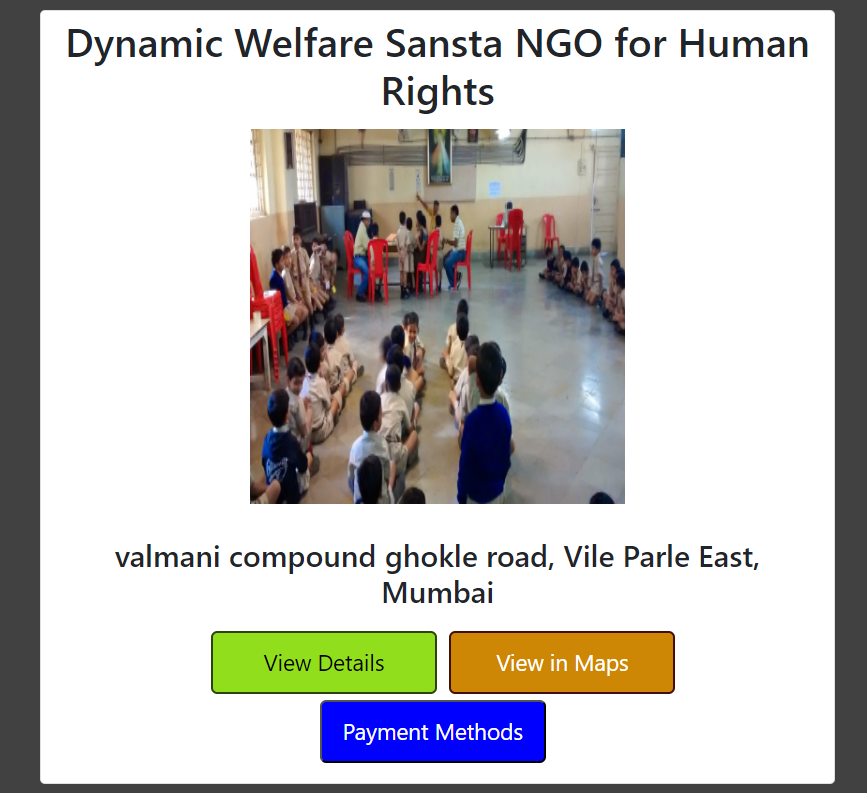 Dynamic Welfare Sansta NGO for Human
Rights
valmani compound ghokle road, Vile Parle East,
Mumbai
View Details
View in Maps
Payment Methods